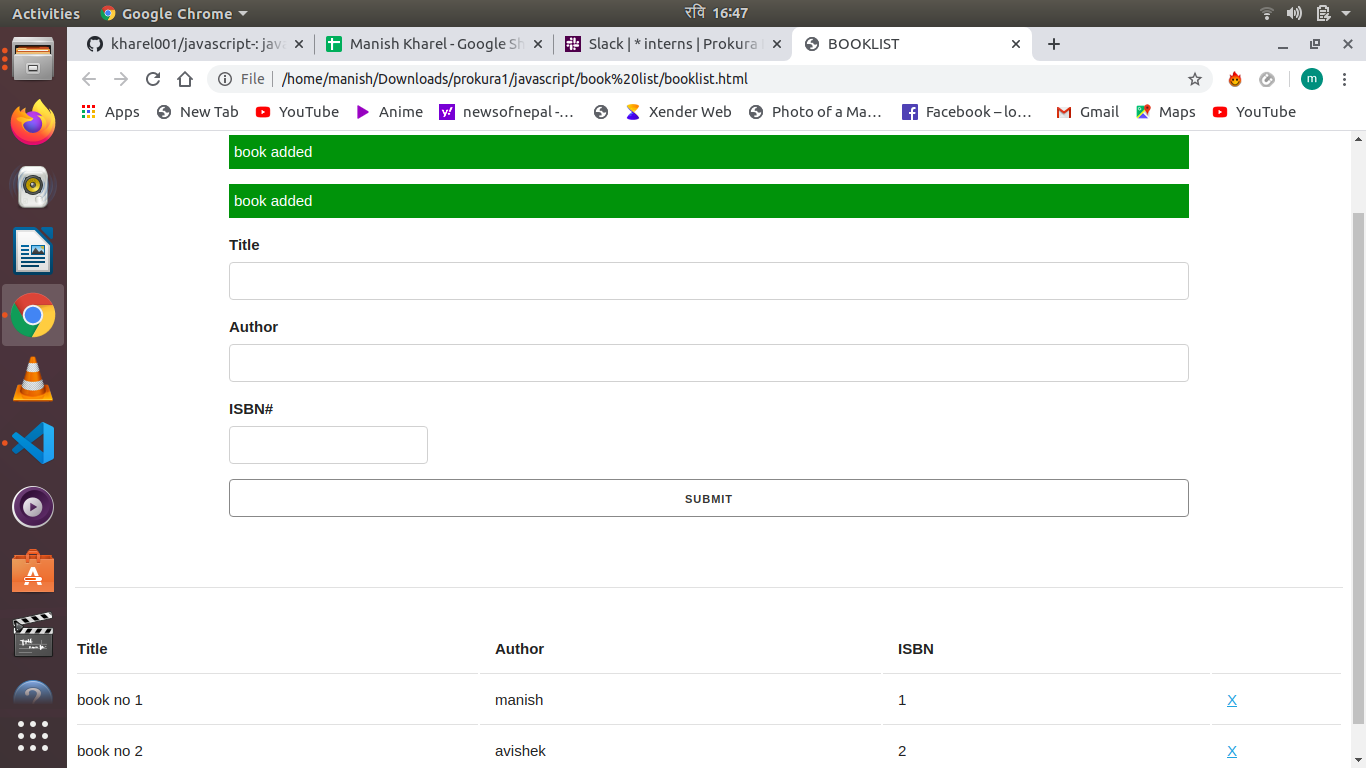 Activities Google Chrome रवि 16:47
kharel001/javascript-: java Manish Kharel - Google Sh Slack | * interns | Prokura BOOKLIST
File /home/manish/Downloads/prokura1/javascript/book%20list/booklist.html m
Apps New Tab YouTube Anime newsofnepal -... Xender Web Photo of a Ma... Facebook – lo... Gmail Maps YouTube
book added
book added
Title
Author
ISBN#
SUBMIT
Title Author ISBN
book no 1 manish 1 X
book no 2 avishek 2 X